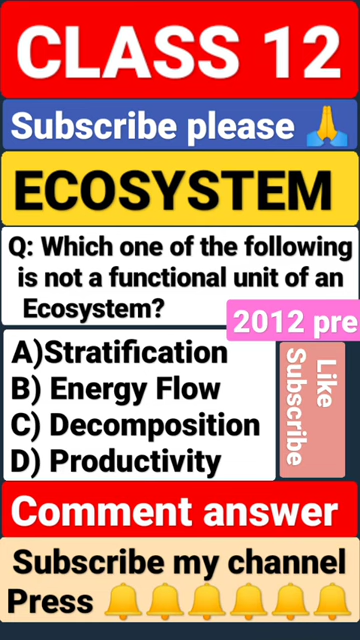 CLASS 12
Subscribe please 🙏
ECOSYSTEM
Q: Which one of the following
is not a functional unit of an
Ecosystem?
2012 pre
A)Stratification
B) Energy Flow
C) Decomposition
D) Productivity
Like
Subscribe
Comment answer
Subscribe my channel
Press 🔔🔔🔔🔔🔔🔔